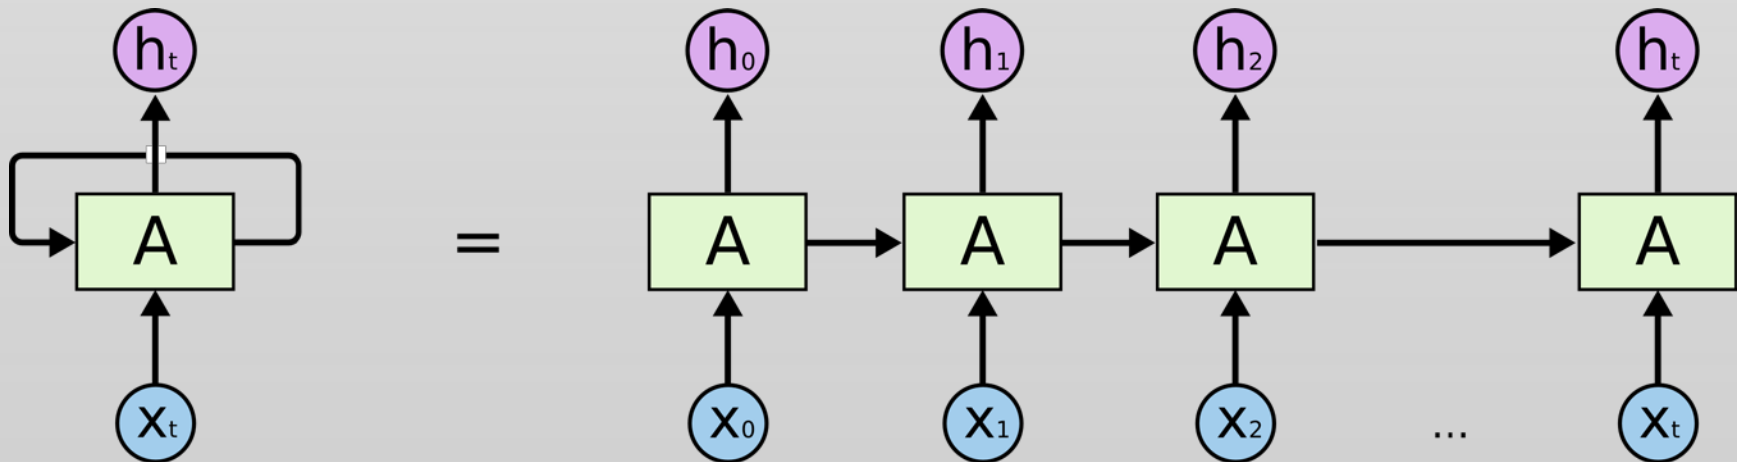 ht h0 h1 h2 ht
A = A A A A
xt x0 x1 x2 ... xt